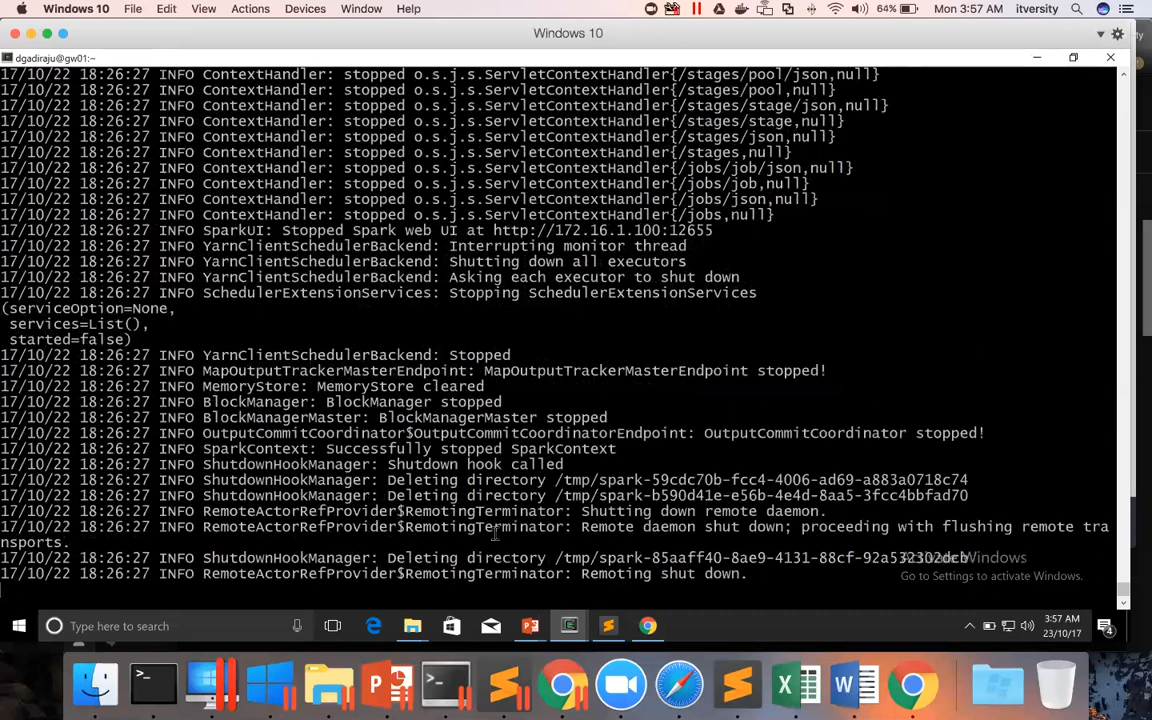 Windows 10 File Edit View Actions Devices Window Help 64% Mon 3:57 AM itversity
Windows 10
dgadiraju@gw01:~
17/10/22 18:26:27 INFO ContextHandler: stopped o.s.j.s.ServletContextHandler{/stages/pool/json,null}
17/10/22 18:26:27 INFO ContextHandler: stopped o.s.j.s.ServletContextHandler{/stages/pool,null}
17/10/22 18:26:27 INFO ContextHandler: stopped o.s.j.s.ServletContextHandler{/stages/stage/json,null}
17/10/22 18:26:27 INFO ContextHandler: stopped o.s.j.s.ServletContextHandler{/stages/stage,null}
17/10/22 18:26:27 INFO ContextHandler: stopped o.s.j.s.ServletContextHandler{/stages/json,null}
17/10/22 18:26:27 INFO ContextHandler: stopped o.s.j.s.ServletContextHandler{/stages,null}
17/10/22 18:26:27 INFO ContextHandler: stopped o.s.j.s.ServletContextHandler{/jobs/job/json,null}
17/10/22 18:26:27 INFO ContextHandler: stopped o.s.j.s.ServletContextHandler{/jobs/job,null}
17/10/22 18:26:27 INFO ContextHandler: stopped o.s.j.s.ServletContextHandler{/jobs/json,null}
17/10/22 18:26:27 INFO ContextHandler: stopped o.s.j.s.ServletContextHandler{/jobs,null}
17/10/22 18:26:27 INFO SparkUI: Stopped Spark web UI at http://172.16.1.100:12655
17/10/22 18:26:27 INFO YarnClientSchedulerBackend: Interrupting monitor thread
17/10/22 18:26:27 INFO YarnClientSchedulerBackend: Shutting down all executors
17/10/22 18:26:27 INFO YarnClientSchedulerBackend: Asking each executor to shut down
17/10/22 18:26:27 INFO SchedulerExtensionServices: Stopping SchedulerExtensionServices
(serviceOption=None,
services=List(),
started=false)
17/10/22 18:26:27 INFO YarnClientSchedulerBackend: Stopped
17/10/22 18:26:27 INFO MapOutputTrackerMasterEndpoint: MapOutputTrackerMasterEndpoint stopped!
17/10/22 18:26:27 INFO MemoryStore: MemoryStore cleared
17/10/22 18:26:27 INFO BlockManager: BlockManager stopped
17/10/22 18:26:27 INFO BlockManagerMaster: BlockManagerMaster stopped
17/10/22 18:26:27 INFO OutputCommitCoordinator$OutputCommitCoordinatorEndpoint: OutputCommitCoordinator stopped!
17/10/22 18:26:27 INFO SparkContext: Successfully stopped SparkContext
17/10/22 18:26:27 INFO ShutdownHookManager: Shutdown hook called
17/10/22 18:26:27 INFO ShutdownHookManager: Deleting directory /tmp/spark-59cdc70b-fcc4-4006-ad69-a883a0718c74
17/10/22 18:26:27 INFO ShutdownHookManager: Deleting directory /tmp/spark-b590d41e-e56b-4e4d-8aa5-3fcc4bbfad70
17/10/22 18:26:27 INFO RemoteActorRefProvider$RemotingTerminator: Shutting down remote daemon.
17/10/22 18:26:27 INFO RemoteActorRefProvider$RemotingTerminator: Remote daemon shut down; proceeding with flushing remote tra
nsports.
17/10/22 18:26:27 INFO ShutdownHookManager: Deleting directory
Activate Windows
17/10/22 18:26:27 INFO RemoteActorRefProvider$RemotingTerminator: Remoting shut down.
Go to Settings to activate Windows.
Type here to search
3:57 AM
23/10/17
4